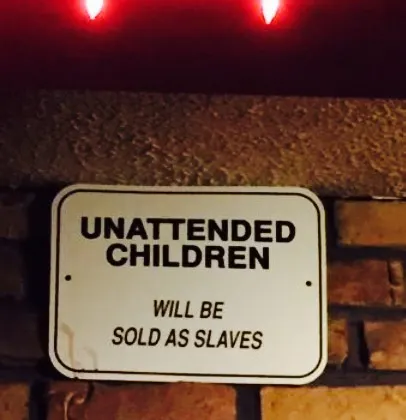 UNATTENDED
CHILDREN
WILL BE
SOLD AS SLAVES